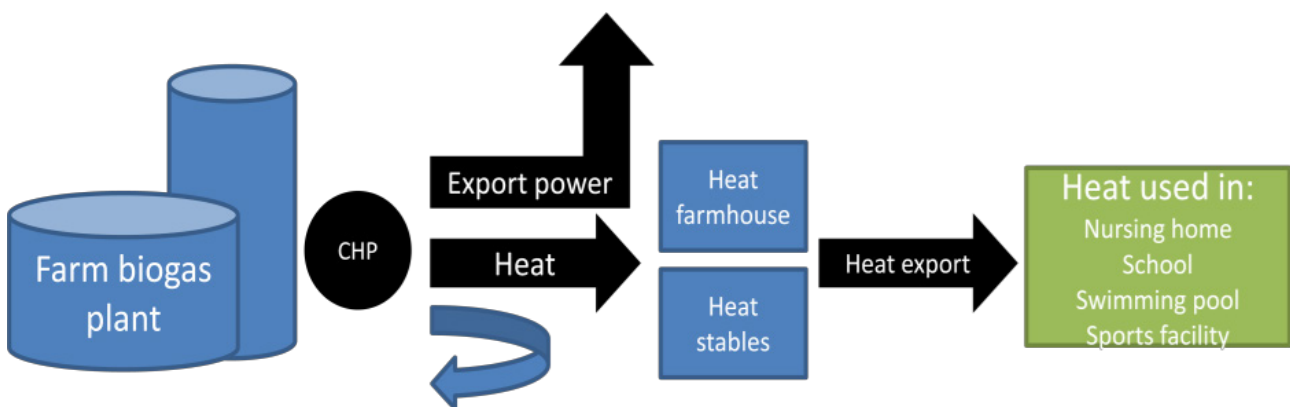 Farm biogas
plant
CHP
Export power
Heat
Heat
farmhouse
Heat
stables
Heat export
Heat used in:
Nursing home
School
Swimming pool
Sports facility